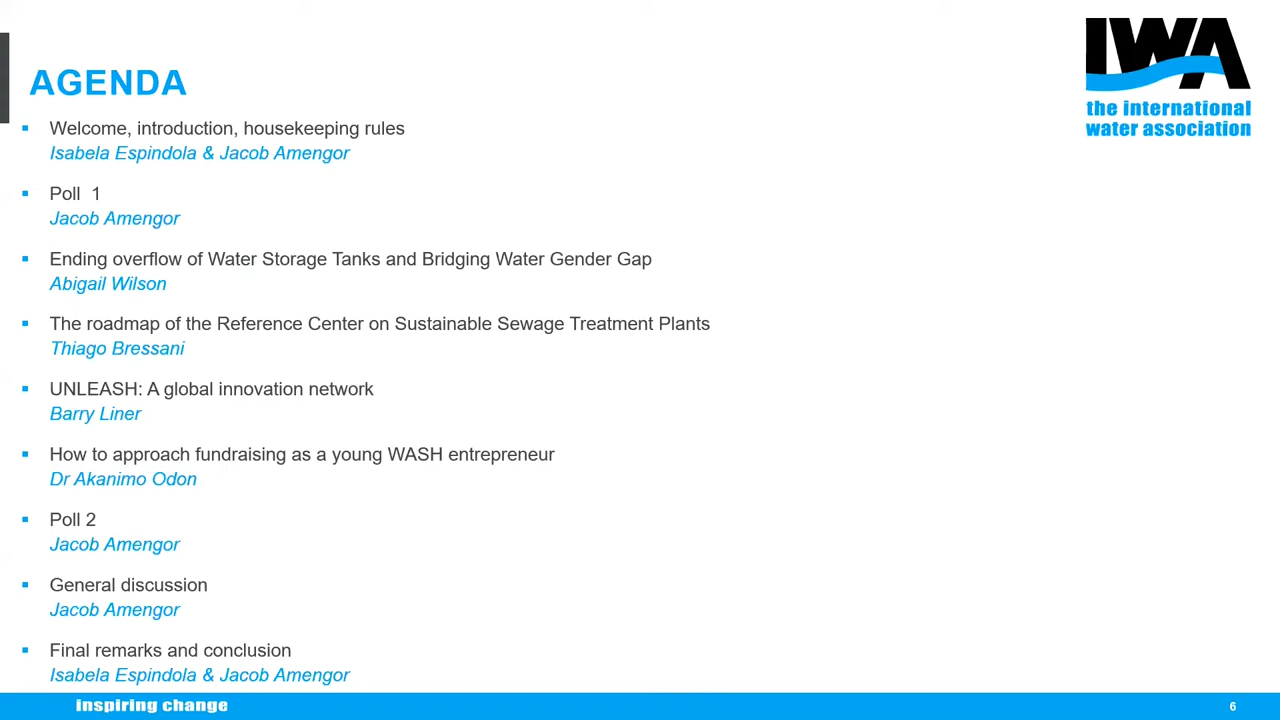 IWA
the international
water association
AGENDA
▪ Welcome, introduction, housekeeping rules
Isabela Espindola & Jacob Amengor
▪ Poll  1
Jacob Amengor
▪ Ending overflow of Water Storage Tanks and Bridging Water Gender Gap
Abigail Wilson
▪ The roadmap of the Reference Center on Sustainable Sewage Treatment Plants
Thiago Bressani
▪ UNLEASH: A global innovation network
Barry Liner
▪ How to approach fundraising as a young WASH entrepreneur
Dr Akanimo Odon
▪ Poll 2
Jacob Amengor
▪ General discussion
Jacob Amengor
▪ Final remarks and conclusion
Isabela Espindola & Jacob Amengor
inspiring change
6